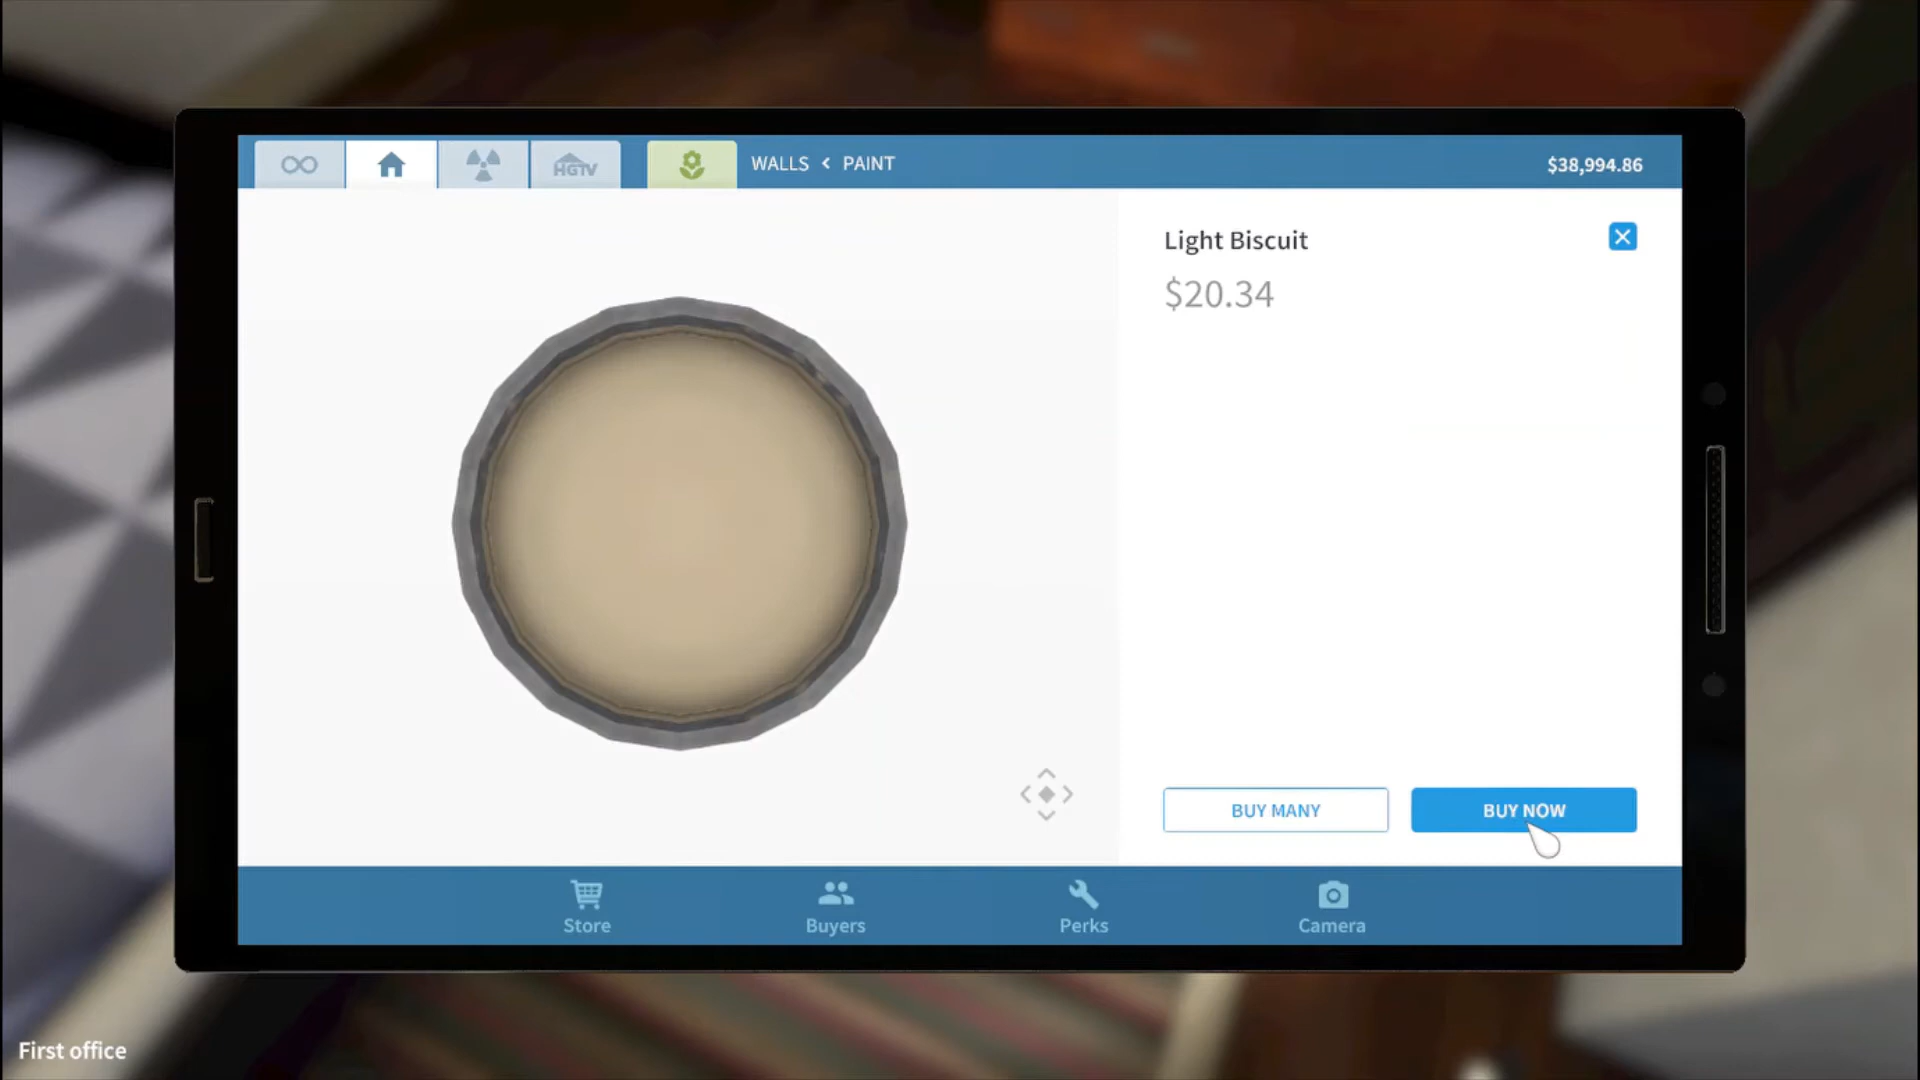 HGTV
WALLS < PAINT
$38,994.86
Light Biscuit
$20.34
BUY MANY
BUY NOW
Store
Buyers
Perks
Camera
First office